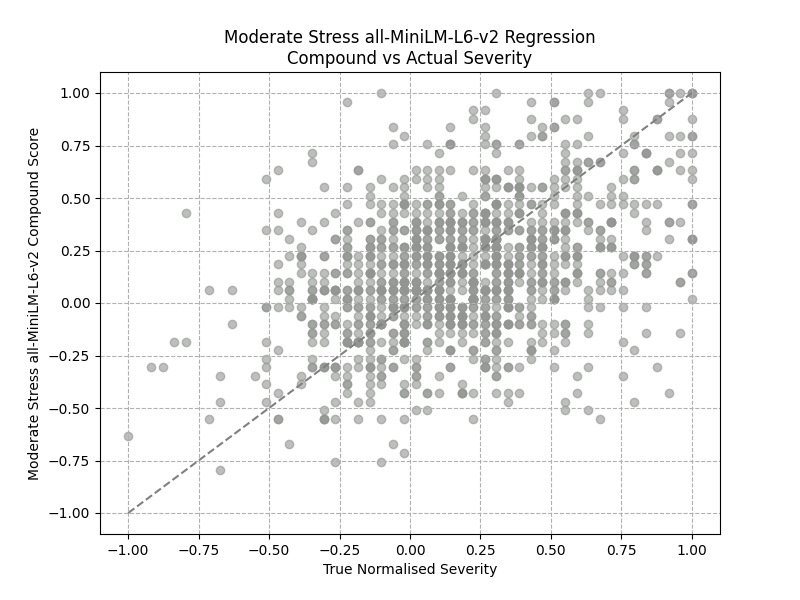 Moderate Stress all-MiniLM-L6-v2 Regression
Compound vs Actual Severity
Moderate Stress all-MiniLM-L6-v2 Compound Score
1.00
0.75
0.50
0.25
0.00
−0.25
−0.50
−0.75
−1.00
−1.00 −0.75 −0.50 −0.25 0.00 0.25 0.50 0.75 1.00
True Normalised Severity